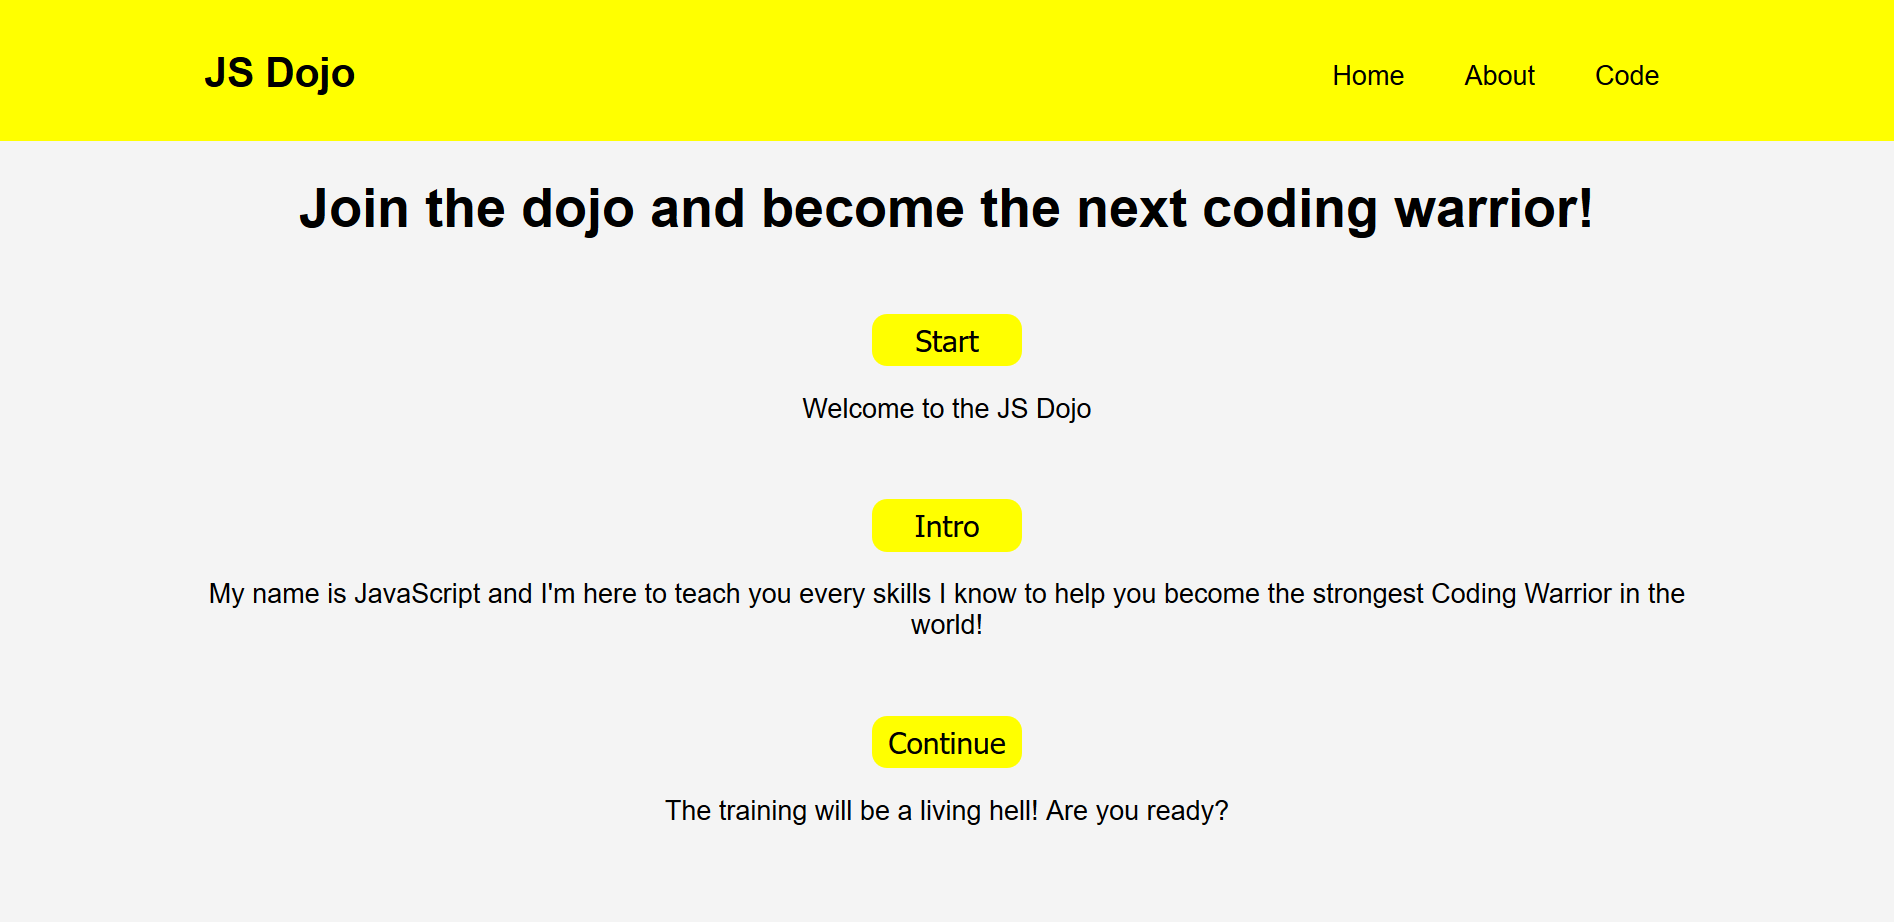 JS Dojo
Home About Code
Join the dojo and become the next coding warrior!
Start
Welcome to the JS Dojo
Intro
My name is JavaScript and I'm here to teach you every skills I know to help you become the strongest Coding Warrior in the
world!
Continue
The training will be a living hell! Are you ready?